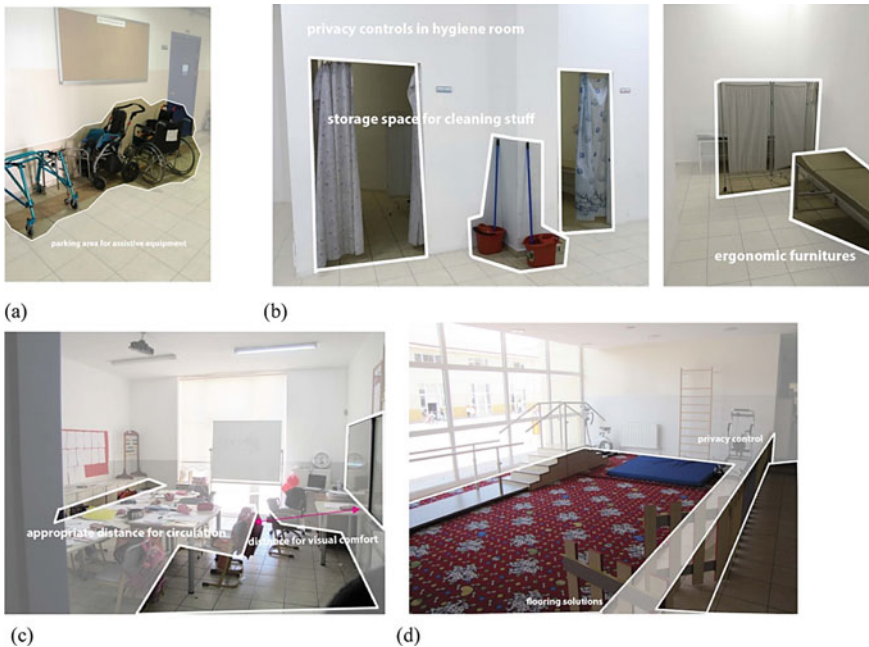 privacy controls in hygiene room
storage space for cleaning stuff
ergonomic furnitures
parking area for assistive equipment
(a)
(b)
privacy control
appropriate distance for circulation
distance for visual comfort
flooring solutions
(c)
(d)